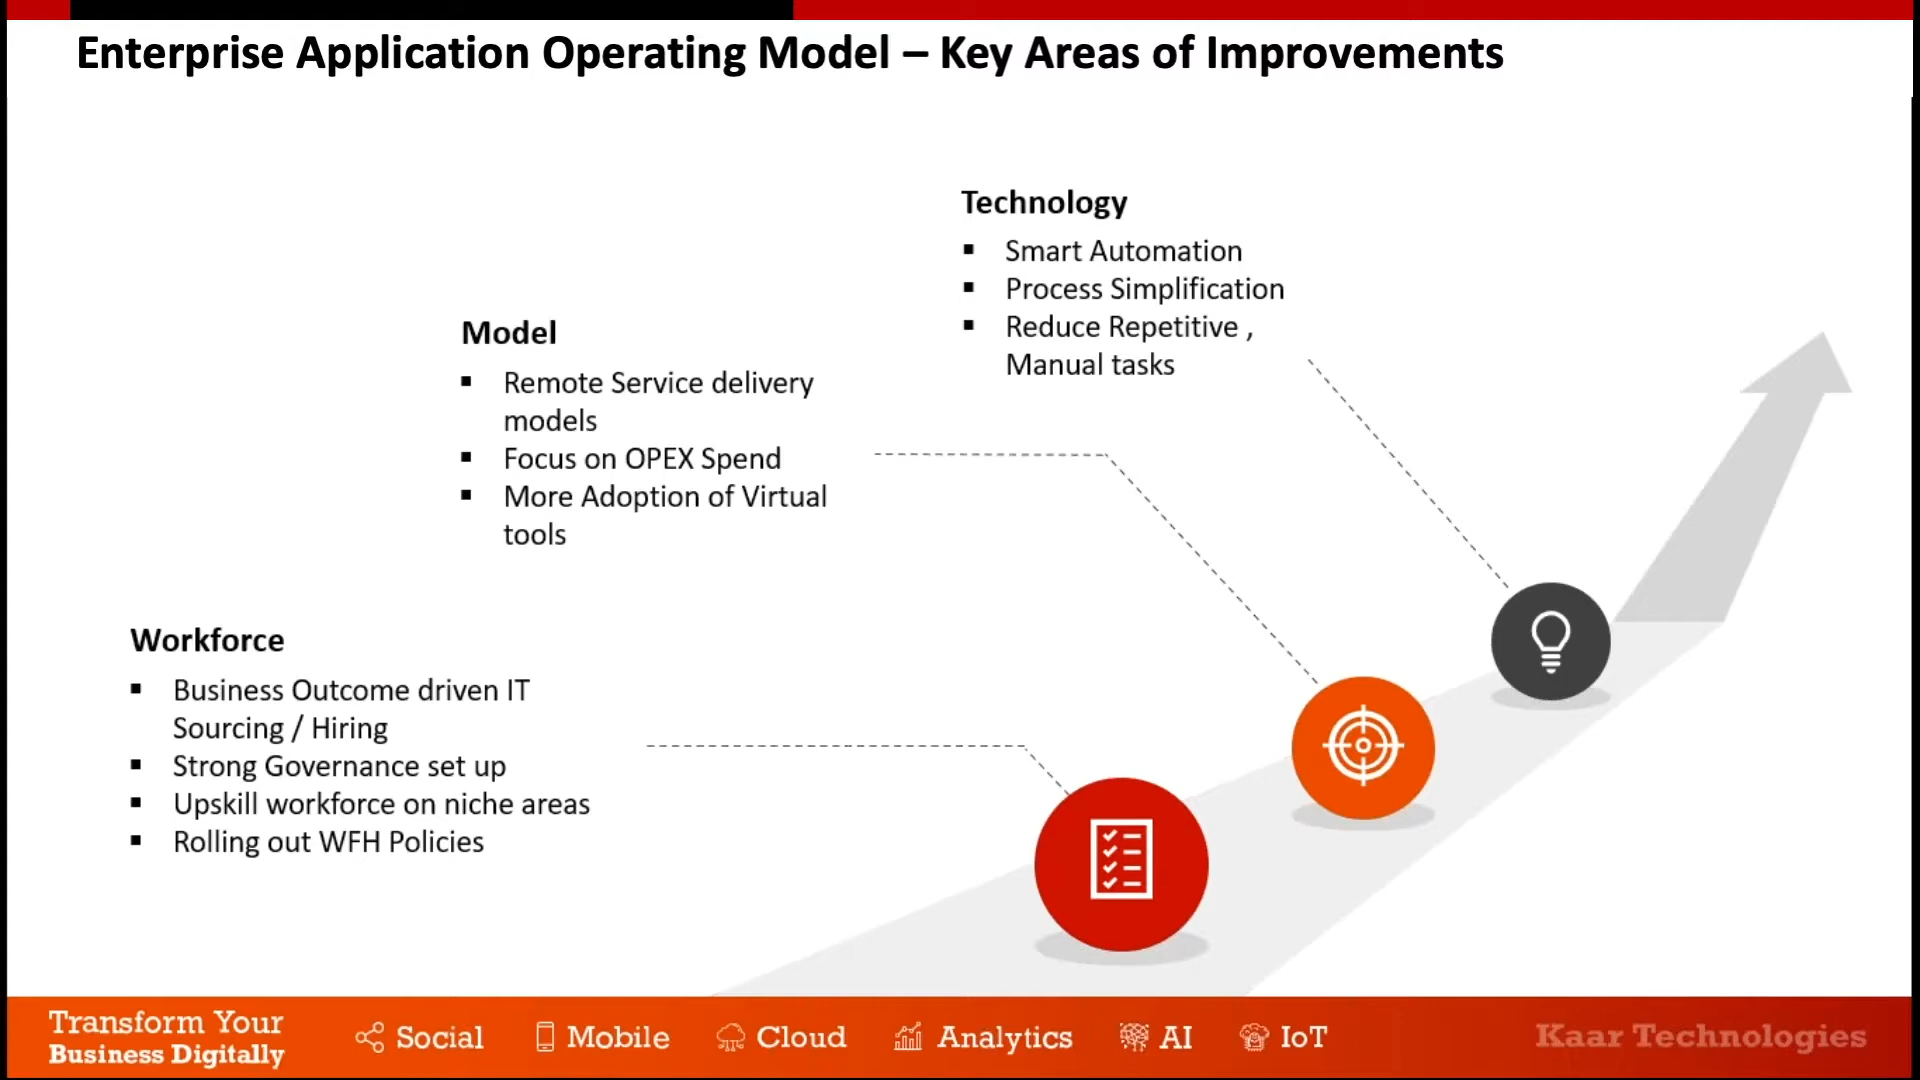 Enterprise Application Operating Model – Key Areas of Improvements
Technology
▪ Smart Automation
▪ Process Simplification
▪ Reduce Repetitive ,
Manual tasks
Model
▪ Remote Service delivery
models
▪ Focus on OPEX Spend
▪ More Adoption of Virtual
tools
Workforce
▪ Business Outcome driven IT
Sourcing / Hiring
▪ Strong Governance set up
▪ Upskill workforce on niche areas
▪ Rolling out WFH Policies
Transform Your
Business Digitally
Social
Mobile
Cloud
Analytics
AI
IoT
Kaar Technologies